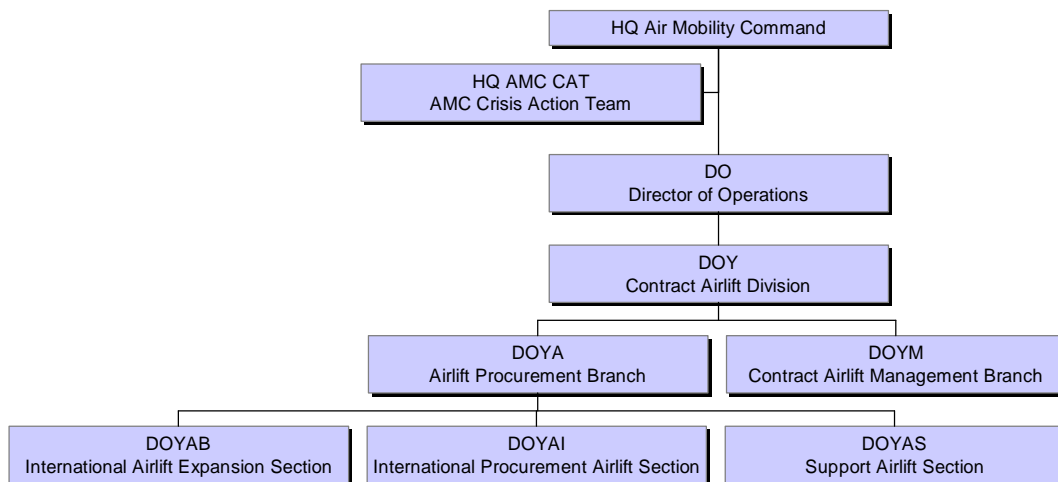 HQ Air Mobility Command
HQ AMC CAT
AMC Crisis Action Team
DO
Director of Operations
DOY
Contract Airlift Division
DOYA
Airlift Procurement Branch
DOYM
Contract Airlift Management Branch
DOYAB
International Airlift Expansion Section
DOYAI
International Procurement Airlift Section
DOYAS
Support Airlift Section